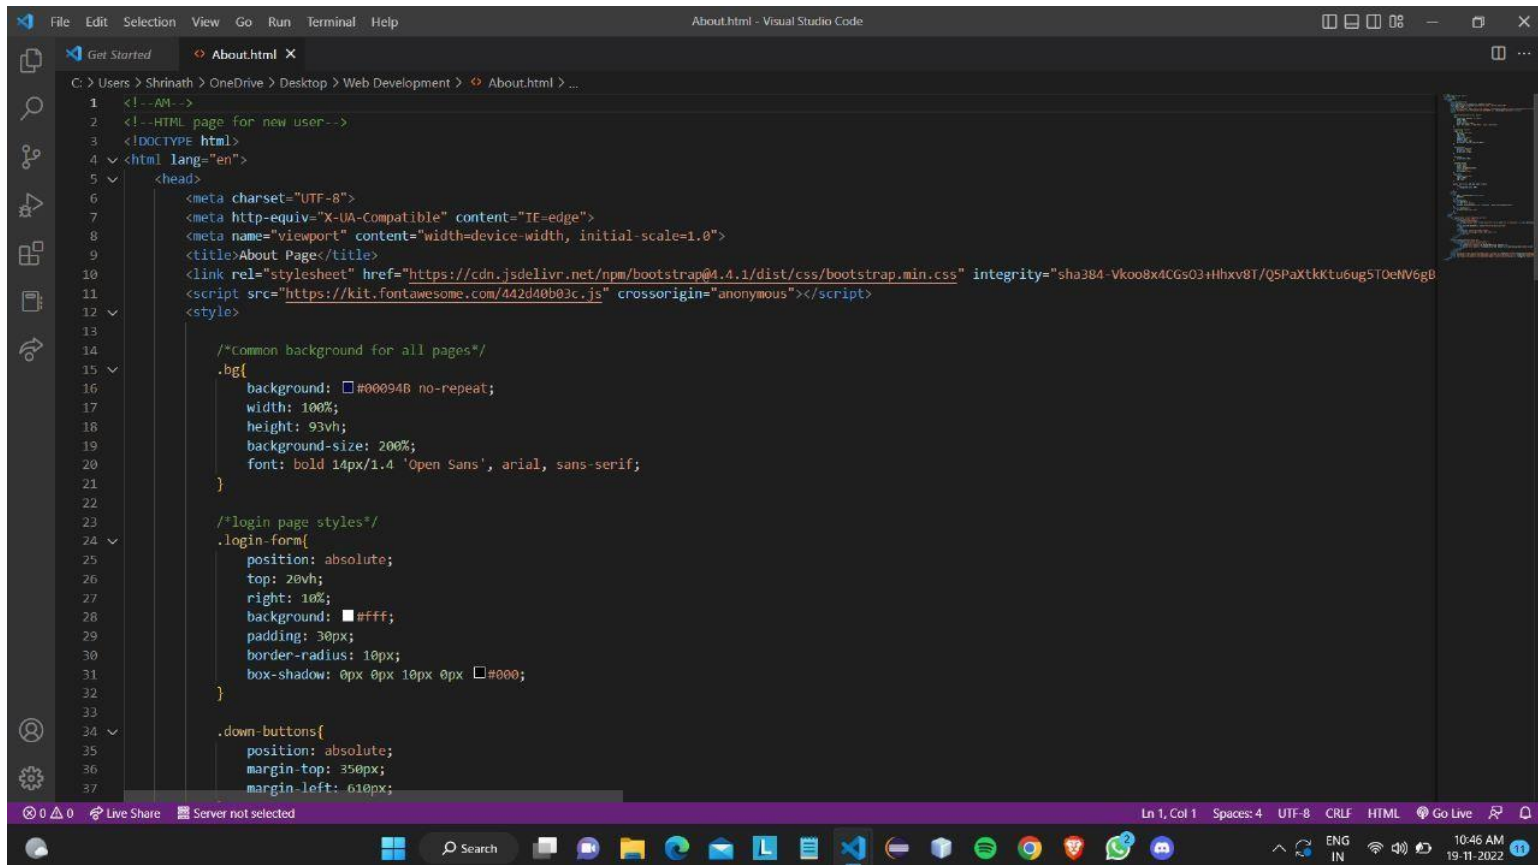 File Edit Selection View Go Run Terminal Help About.html - Visual Studio Code
Get Started About.html
C: > Users > Shrinath > OneDrive > Desktop > Web Development > About.html > ...
1 <!--AM-->
2 <!--HTML page for new user-->
3 <!DOCTYPE html>
4 <html lang="en">
5 <head>
6 <meta charset="UTF-8">
7 <meta http-equiv="X-UA-Compatible" content="IE=edge">
8 <meta name="viewport" content="width=device-width, initial-scale=1.0">
9 <title>About Page</title>
10 <link rel="stylesheet" href="https://cdn.jsdelivr.net/npm/bootstrap@4.4.1/dist/css/bootstrap.min.css" integrity="sha384-Vkoo8x4CGsO3+Hhxv8T/Q5PaXtkKtu6ug5TOeNV6gB
11 <script src="https://kit.fontawesome.com/442d40b03c.js" crossorigin="anonymous"></script>
12 <style>
13
14 /*Common background for all pages*/
15 .bg{
16 background: #00094B no-repeat;
17 width: 100%;
18 height: 93vh;
19 background-size: 200%;
20 font: bold 14px/1.4 'Open Sans', arial, sans-serif;
21 }
22
23 /*login page styles*/
24 .login-form{
25 position: absolute;
26 top: 20vh;
27 right: 10%;
28 background: #fff;
29 padding: 30px;
30 border-radius: 10px;
31 box-shadow: 0px 0px 10px 0px #000;
32 }
33
34 .down-buttons{
35 position: absolute;
36 margin-top: 350px;
37 margin-left: 610px;
0 0 Live Share Server not selected Ln 1, Col 1 Spaces: 4 UTF-8 CRLF HTML Go Live
Search L 2 ENG 10:46 AM 11
IN 19-11-2022